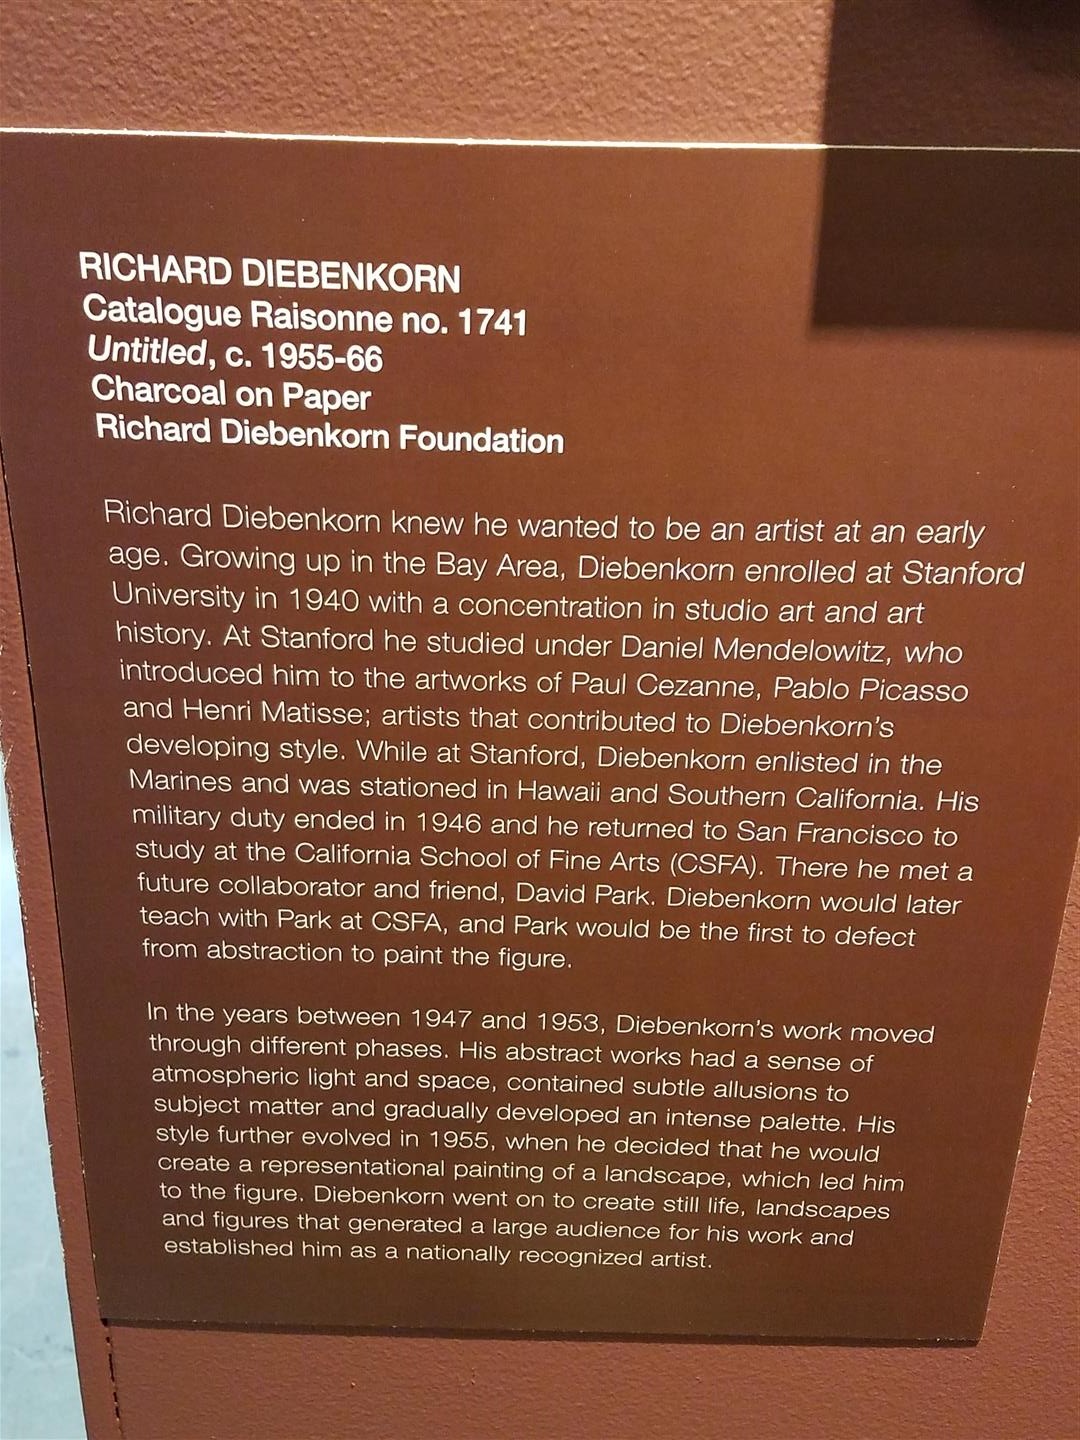 RICHARD DIEBENKORN
Catalogue Raisonne no. 1741
Untitled, c. 1955-66
Charcoal on Paper
Richard Diebenkorn Foundation
Richard Diebenkorn knew he wanted to be an artist at an early
age. Growing up in the Bay Area, Diebenkorn enrolled at Stanford
University in 1940 with a concentration in studio art and art
history. At Stanford he studied under Daniel Mendelowitz, who
introduced him to the artworks of Paul Cezanne, Pablo Picasso
and Henri Matisse; artists that contributed to Diebenkorn's
developing style. While at Stanford, Diebenkorn enlisted in the
Marines and was stationed in Hawaii and Southern California. His
military duty ended in 1946 and he returned to San Francisco to
study at the California School of Fine Arts (CSFA). There he met a
future collaborator and friend, David Park. Diebenkorn would later
teach with Park at CSFA, and Park would be the first to defect
from abstraction to paint the figure.
In the years between 1947 and 1953, Diebenkorn's work moved
through different phases. His abstract works had a sense of
atmospheric light and space, contained subtle allusions to
subject matter and gradually developed an intense palette. His
style further evolved in 1955, when he decided that he would
create a representational painting of a landscape, which led him
to the figure. Diebenkorn went on to create still life, landscapes
and figures that generated a large audience for his work and
established him as a nationally recognized artist.